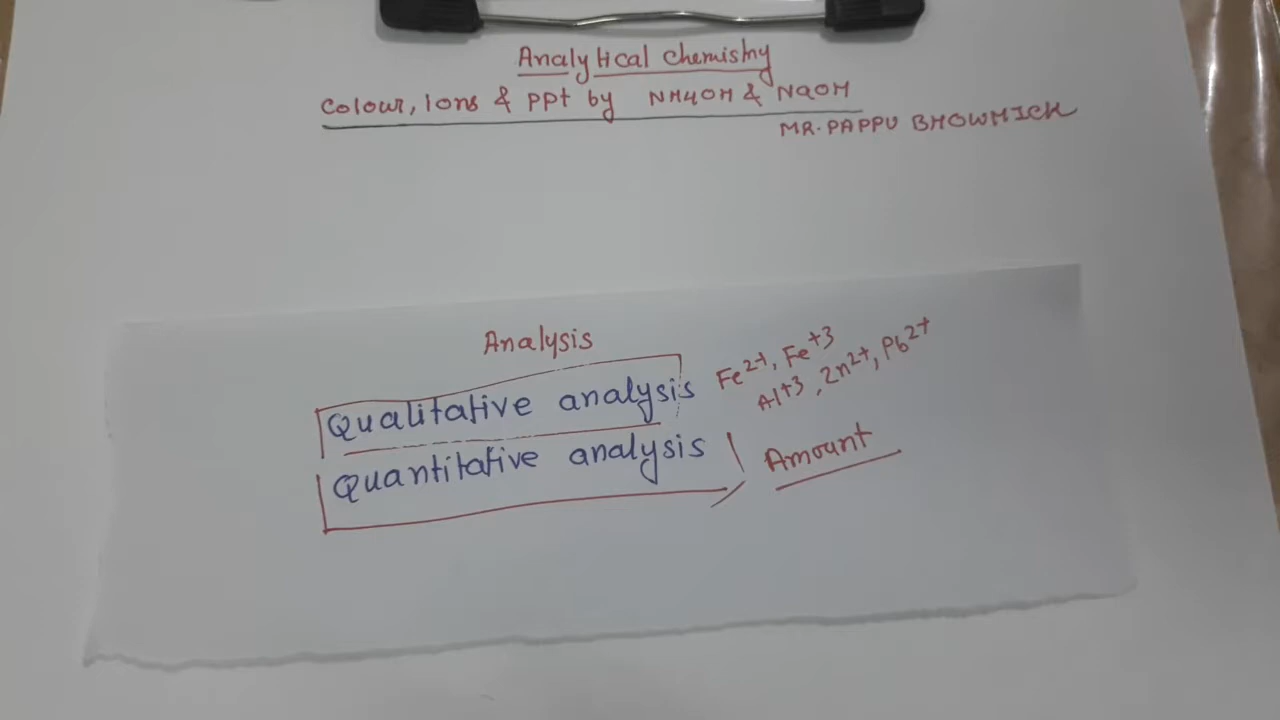 Analytical chemistry
Colour, ions & ppt by NH4OH & NaOH
MR. PAPPU BHOWMICK
Analysis
Qualitative analysis Fe2+, Fe+3
Al+3, Zn2+, Pb2+
Quantitative analysis Amount